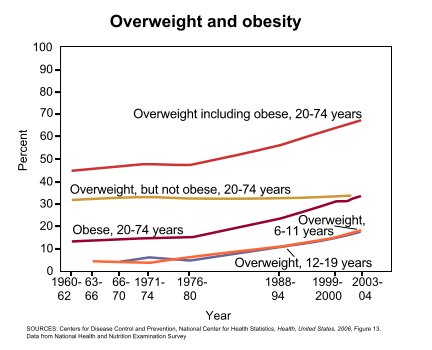 Overweight and obesity
100
90
80
70
60
50
40
30
20
10
0
Percent
Overweight including obese, 20-74 years
Overweight, but not obese, 20-74 years
Obese, 20-74 years
Overweight,
6-11 years
Overweight, 12-19 years
1960- 63- 66- 1971- 1976- 1988- 1999- 2003-
62 66 70 74 80 94 2000 04
Year
SOURCES: Centers for Disease Control and Prevention, National Center for Health Statistics, Health, United States, 2006, Figure 13.
Data from National Health and Nutrition Examination Survey